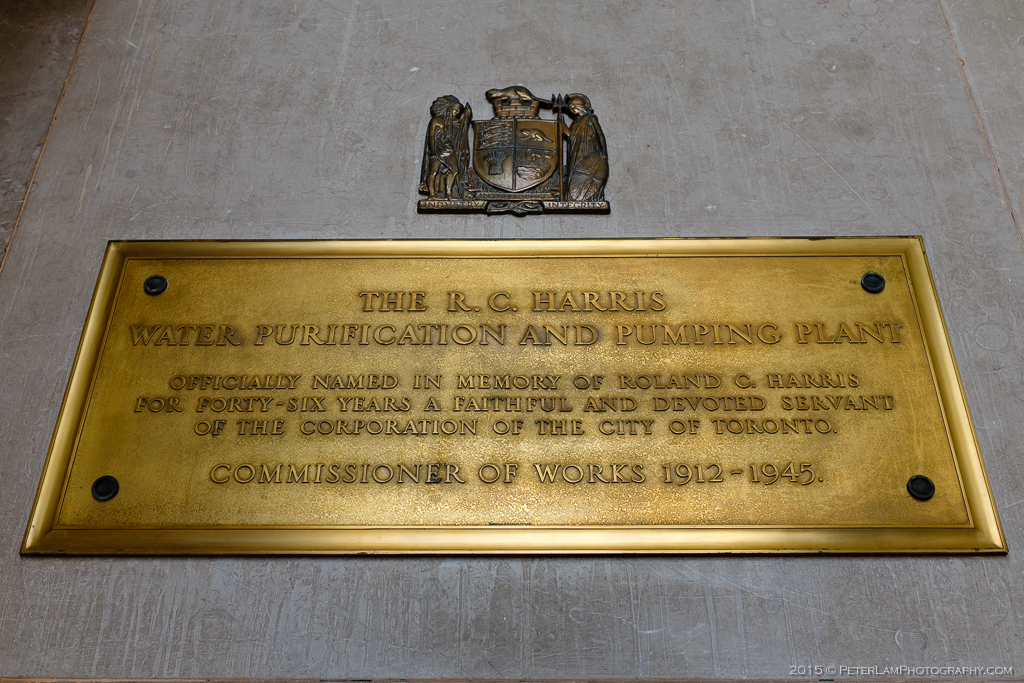 INDUSTRY INTEGRITY
THE R. C. HARRIS
WATER PURIFICATION AND PUMPING PLANT
OFFICIALLY NAMED IN MEMORY OF ROLAND C. HARRIS
FOR FORTY-SIX YEARS A FAITHFUL AND DEVOTED SERVANT
OF THE CORPORATION OF THE CITY OF TORONTO.
COMMISSIONER OF WORKS 1912-1945.
2015 © PETERLAMPHOTOGRAPHY.COM